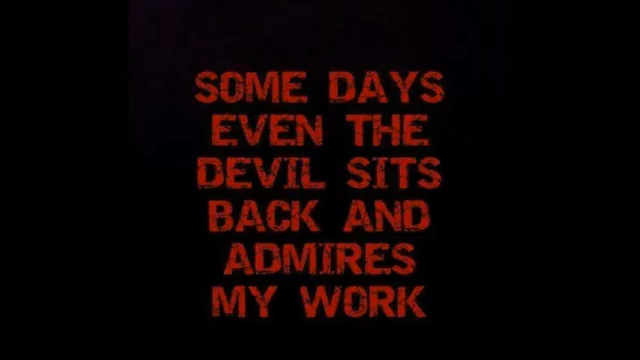 SOME DAYS
EVEN THE
DEVIL SITS
BACK AND
ADMIRES
MY WORK